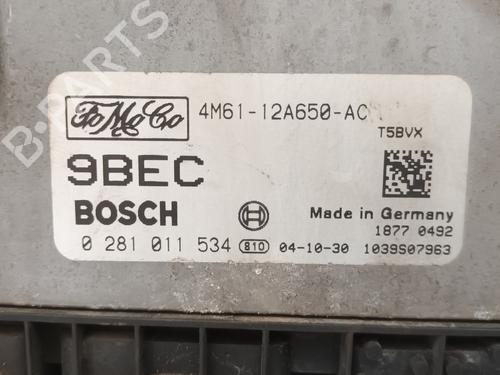 FoMoCo 4M61-12A650-AC
T5BVX
9BEC
BOSCH
Made in Germany
1877 0492
0 281 011 534 810 04-10-30 1039S07963
B-PARTS